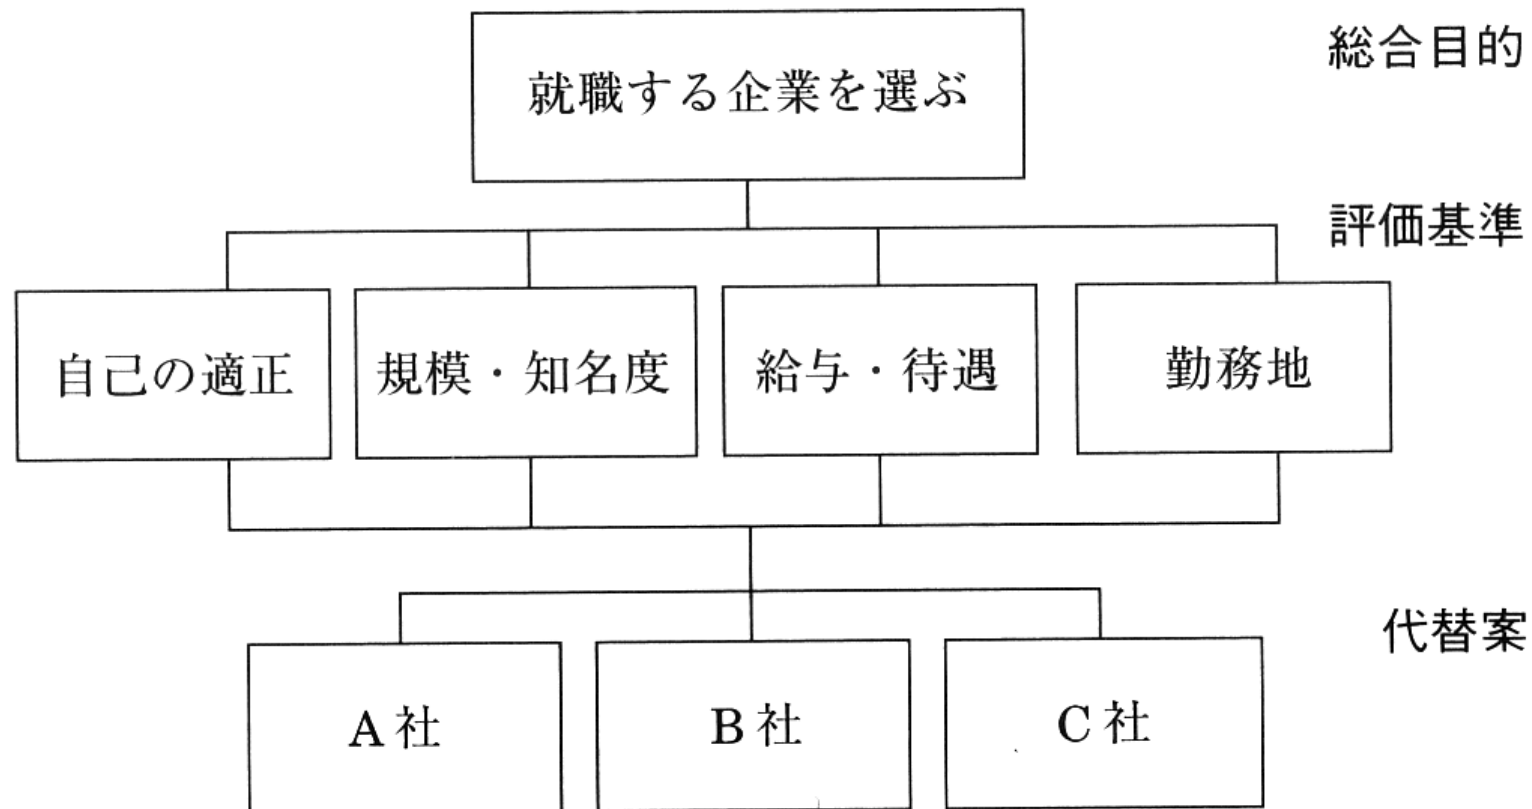 総合目的
就職する企業を選ぶ
評価基準
自己の適正
規模・知名度
給与・待遇
勤務地
代替案
A社
B社
C社